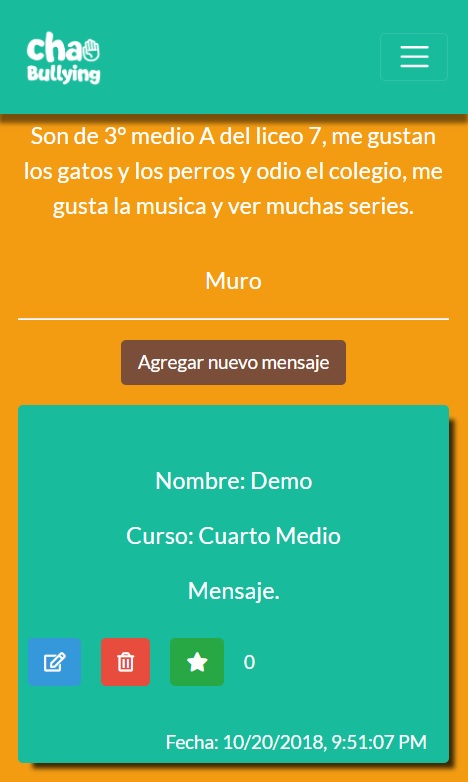 chao
Bullying
Son de 3° medio A del liceo 7, me gustan
los gatos y los perros y odio el colegio, me
gusta la musica y ver muchas series.
Muro
Agregar nuevo mensaje
Nombre: Demo
Curso: Cuarto Medio
Mensaje.
0
Fecha: 10/20/2018, 9:51:07 PM